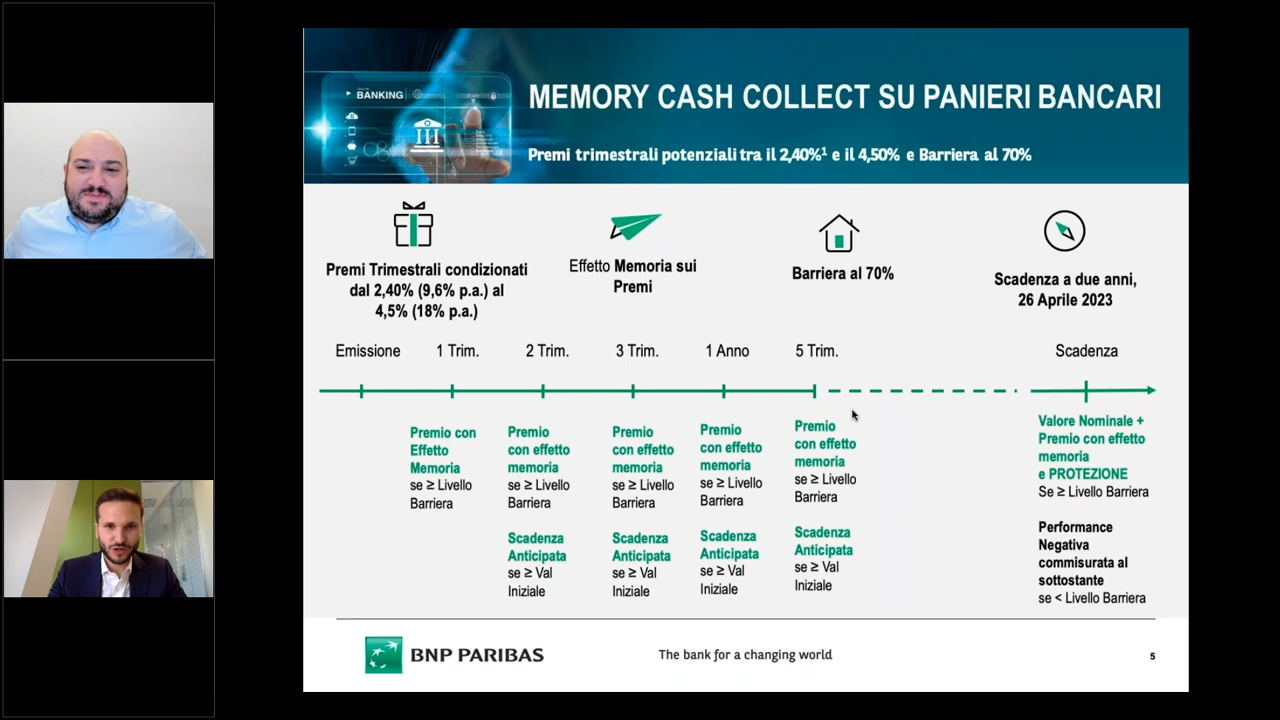 BANKING
MEMORY CASH COLLECT SU PANIERI BANCARI
Premi trimestrali potenziali tra il 2,40%¹ e il 4,50% e Barriera al 70%
Premi Trimestrali condizionati
dal 2,40% (9,6% p.a.) al
4,5% (18% p.a.)
Effetto Memoria sui
Premi
Barriera al 70%
Scadenza a due anni,
26 Aprile 2023
Emissione
1 Trim.
2 Trim.
3 Trim.
1 Anno
5 Trim.
Scadenza
Premio con
Effetto
Memoria
se ≥ Livello
Barriera
Premio
con effetto
memoria
se ≥ Livello
Barriera
Scadenza
Anticipata
se ≥ Val
Iniziale
Premio
con effetto
memoria
se ≥ Livello
Barriera
Scadenza
Anticipata
se ≥ Val
Iniziale
Premio
con effetto
memoria
se ≥ Livello
Barriera
Scadenza
Anticipata
se ≥ Val
Iniziale
Premio
con effetto
memoria
se ≥ Livello
Barriera
Scadenza
Anticipata
se ≥ Val
Iniziale
Valore Nominale +
Premio con effetto
memoria
e PROTEZIONE
Se ≥ Livello Barriera
Performance
Negativa
commisurata al
sottostante
se < Livello Barriera
BNP PARIBAS
The bank for a changing world
5